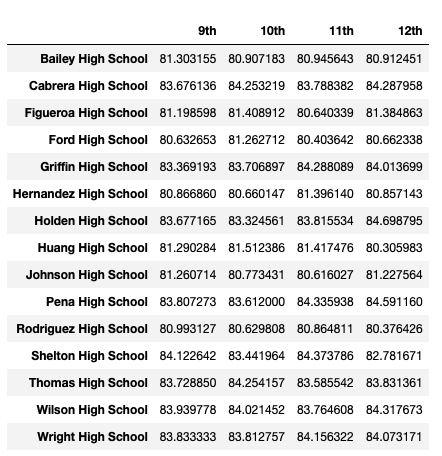 9th 10th 11th 12th
Bailey High School 81.303155 80.907183 80.945643 80.912451
Cabrera High School 83.676136 84.253219 83.788382 84.287958
Figueroa High School 81.198598 81.408912 80.640339 81.384863
Ford High School 80.632653 81.262712 80.403642 80.662338
Griffin High School 83.369193 83.706897 84.288089 84.013699
Hernandez High School 80.866860 80.660147 81.396140 80.857143
Holden High School 83.677165 83.324561 83.815534 84.698795
Huang High School 81.290284 81.512386 81.417476 80.305983
Johnson High School 81.260714 80.773431 80.616027 81.227564
Pena High School 83.807273 83.612000 84.335938 84.591160
Rodriguez High School 80.993127 80.629808 80.864811 80.376426
Shelton High School 84.122642 83.441964 84.373786 82.781671
Thomas High School 83.728850 84.254157 83.585542 83.831361
Wilson High School 83.939778 84.021452 83.764608 84.317673
Wright High School 83.833333 83.812757 84.156322 84.073171